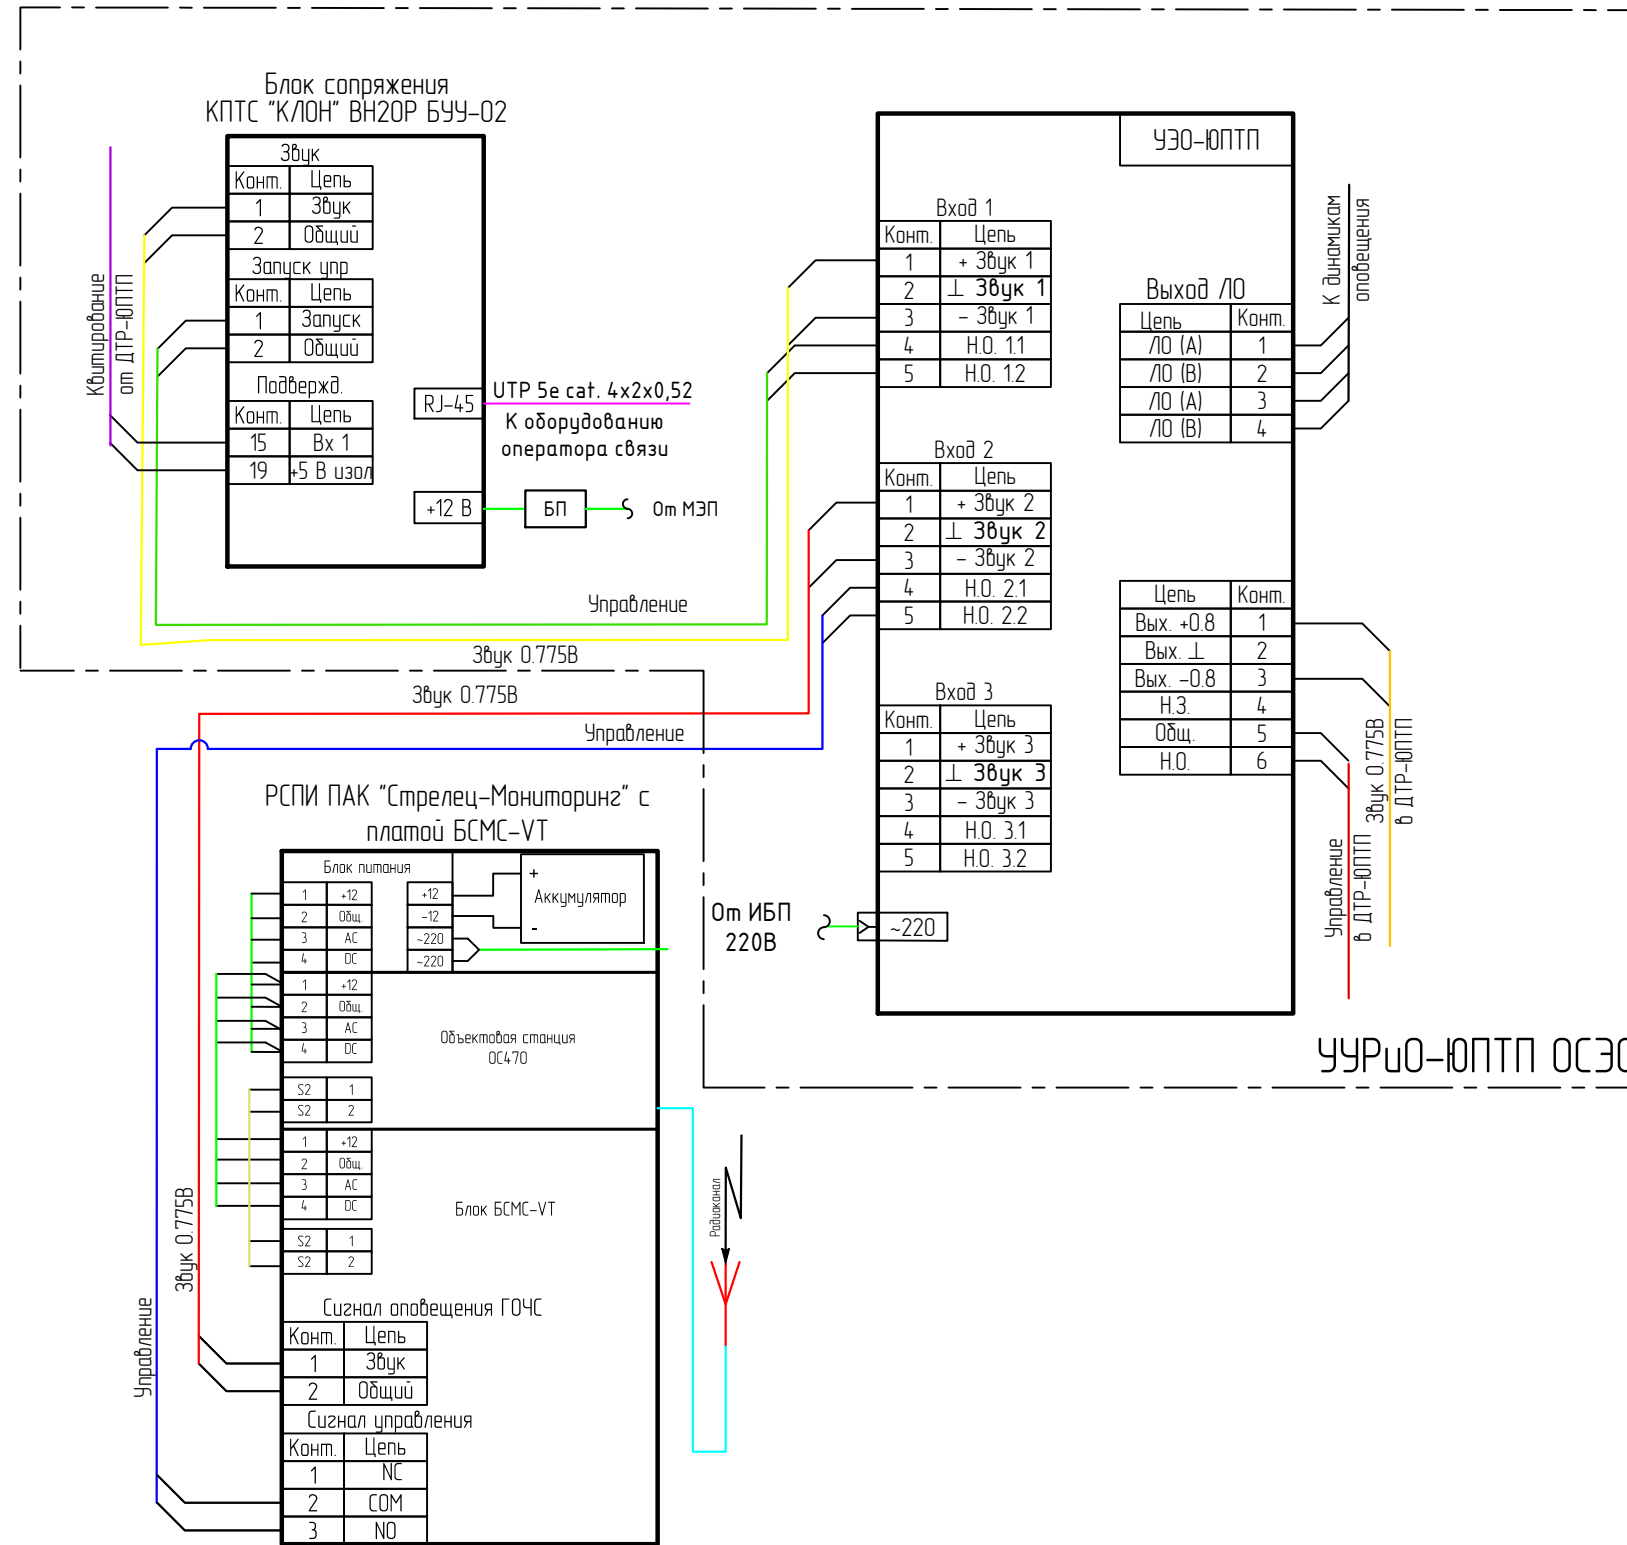 Блок сопряжения
КПТС "КЛОН" ВН20Р БУУ-02
Звук
Конт. Цепь
1 Звук
2 Общий
Запуск упр
Конт. Цепь
1 Запуск
2 Общий
Подвержд.
Конт. Цепь
15 Вх 1
19 +5 В изол
RJ-45
+12 В
UTP 5e cat. 4x2x0,52
К оборудованию
оператора связи
БП
От МЭП
Квитирование
от ДТР-ЮПТП
Управление
Звук 0.775В
Звук 0.775В
Управление
УЭО-ЮПТП
Вход 1
Конт. Цепь
1 + Звук 1
2 ⊥ Звук 1
3 - Звук 1
4 Н.О. 1.1
5 Н.О. 1.2
Вход 2
Конт. Цепь
1 + Звук 2
2 ⊥ Звук 2
3 - Звук 2
4 Н.О. 2.1
5 Н.О. 2.2
Вход 3
Конт. Цепь
1 + Звук 3
2 ⊥ Звук 3
3 - Звук 3
4 Н.О. 3.1
5 Н.О. 3.2
От ИБП
220В
~220
Выход ЛО
Цепь Конт.
ЛО (А) 1
ЛО (В) 2
ЛО (А) 3
ЛО (В) 4
К динамикам
оповещения
Цепь Конт.
Вых. +0.8 1
Вых. ⊥ 2
Вых. -0.8 3
Н.З. 4
Общ. 5
Н.О. 6
Звук 0.775В
в ДТР-ЮПТП
Управление
в ДТР-ЮПТП
УУРиО-ЮПТП ОСЭО
РСПИ ПАК "Стрелец-Мониторинг" с
платой БСМС-VT
Блок питания
1 +12
2 Общ.
3 AC
4 DC
+12
-12
~220
~220
+
Аккумулятор
-
1 +12
2 Общ.
3 AC
4 DC
Объектовая станция
ОС470
S2 1
S2 2
1 +12
2 Общ.
3 AC
4 DC
Блок БСМС-VT
S2 1
S2 2
Радиоканал
Звук 0.775В
Управление
Сигнал оповещения ГОЧС
Конт. Цепь
1 Звук
2 Общий
Сигнал управления
Конт. Цепь
1 NC
2 COM
3 NO